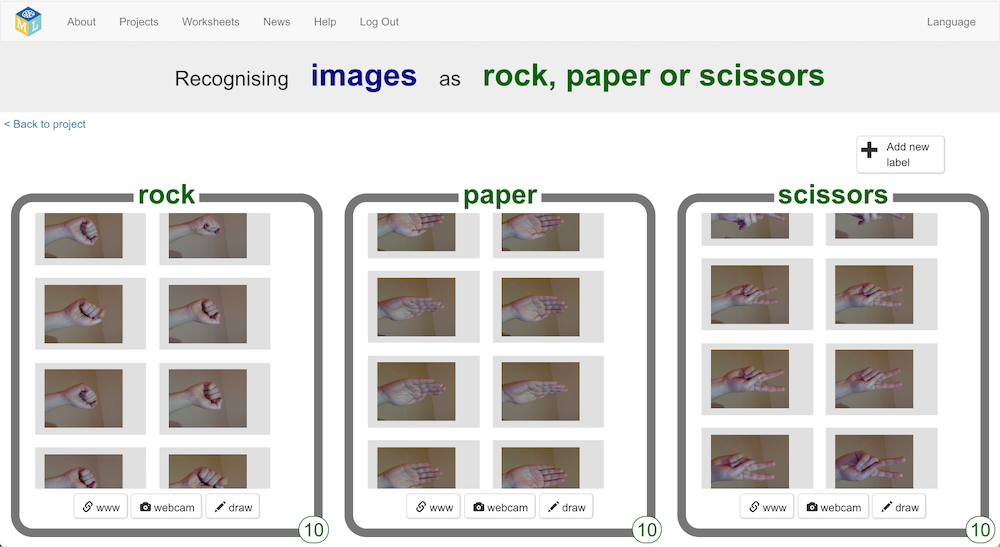 About Projects Worksheets News Help Log Out Language
Recognising images as rock, paper or scissors
< Back to project
Add new
label
rock paper scissors
www webcam draw www webcam draw www webcam draw
10 10 10